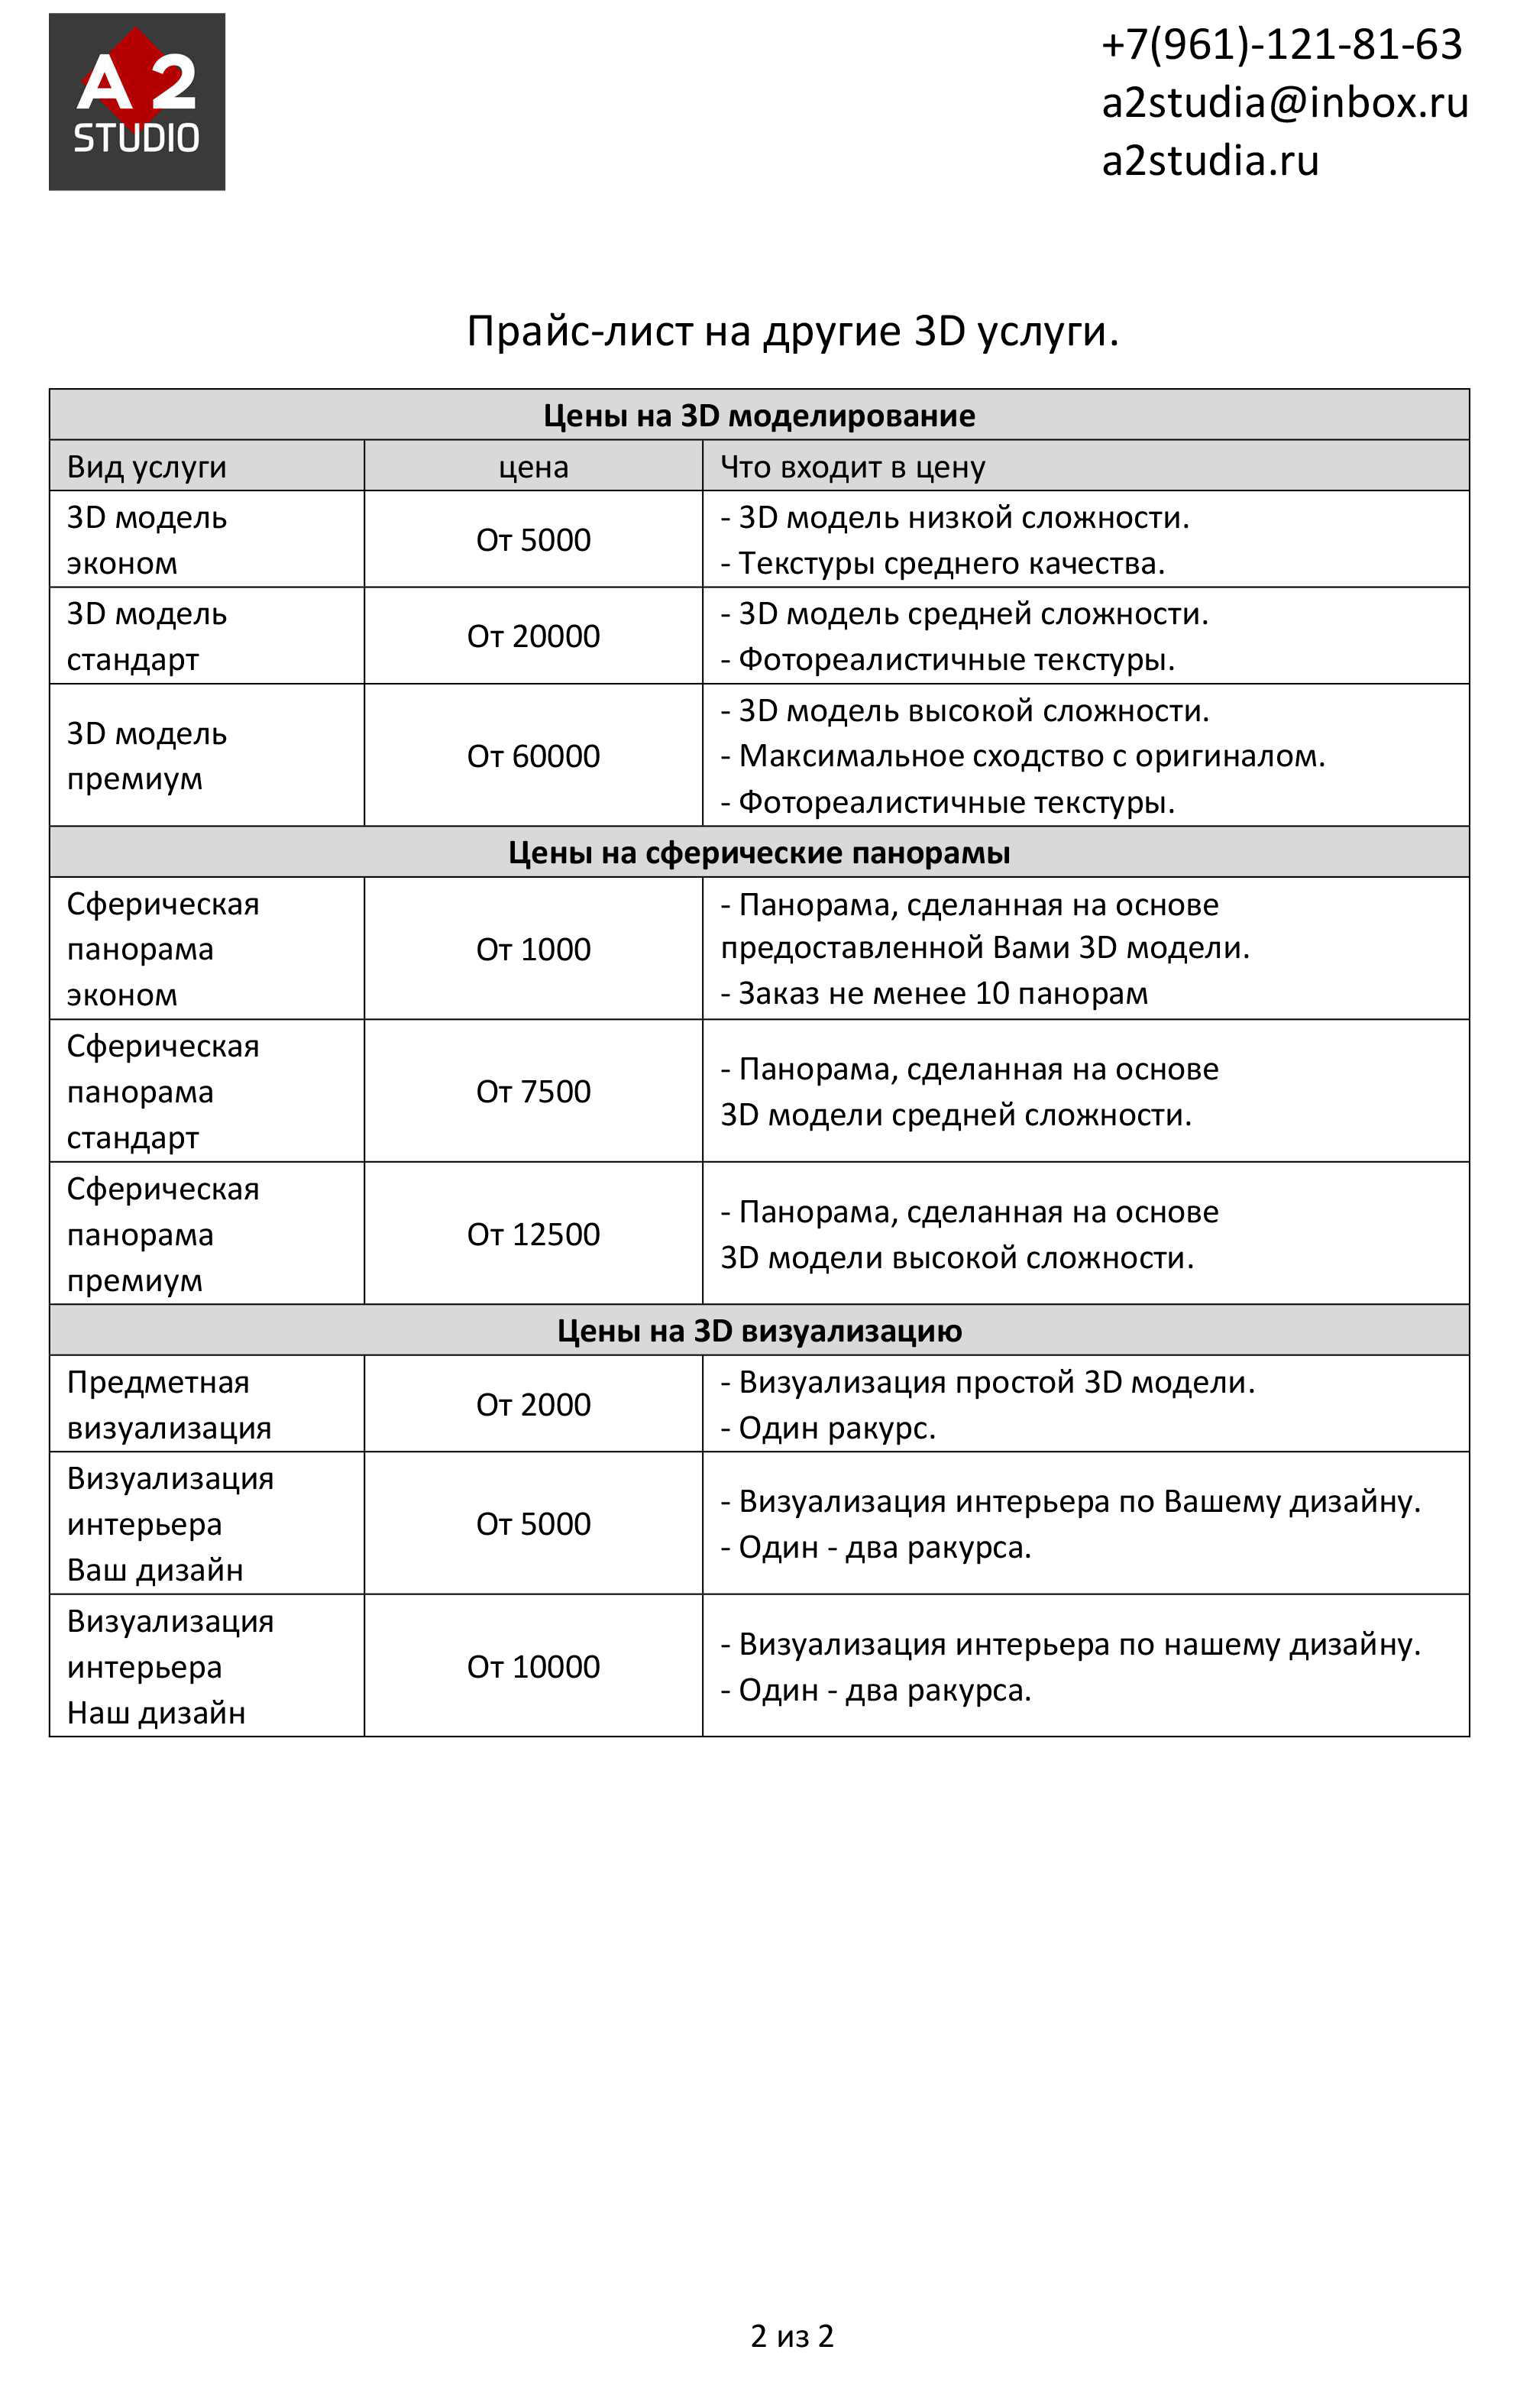 A2
STUDIO
+7(961)-121-81-63
a2studia@inbox.ru
a2studia.ru
Прайс-лист на другие 3D услуги.
Цены на 3D моделирование
Вид услуги
цена
Что входит в цену
3D модель
эконом
От 5000
- 3D модель низкой сложности.
- Текстуры среднего качества.
3D модель
стандарт
От 20000
- 3D модель средней сложности.
- Фотореалистичные текстуры.
3D модель
премиум
От 60000
- 3D модель высокой сложности.
- Максимальное сходство с оригиналом.
- Фотореалистичные текстуры.
Цены на сферические панорамы
Сферическая
панорама
эконом
От 1000
- Панорама, сделанная на основе
предоставленной Вами 3D модели.
- Заказ не менее 10 панорам
Сферическая
панорама
стандарт
От 7500
- Панорама, сделанная на основе
3D модели средней сложности.
Сферическая
панорама
премиум
От 12500
- Панорама, сделанная на основе
3D модели высокой сложности.
Цены на 3D визуализацию
Предметная
визуализация
От 2000
- Визуализация простой 3D модели.
- Один ракурс.
Визуализация
интерьера
Ваш дизайн
От 5000
- Визуализация интерьера по Вашему дизайну.
- Один - два ракурса.
Визуализация
интерьера
Наш дизайн
От 10000
- Визуализация интерьера по нашему дизайну.
- Один - два ракурса.
2 из 2